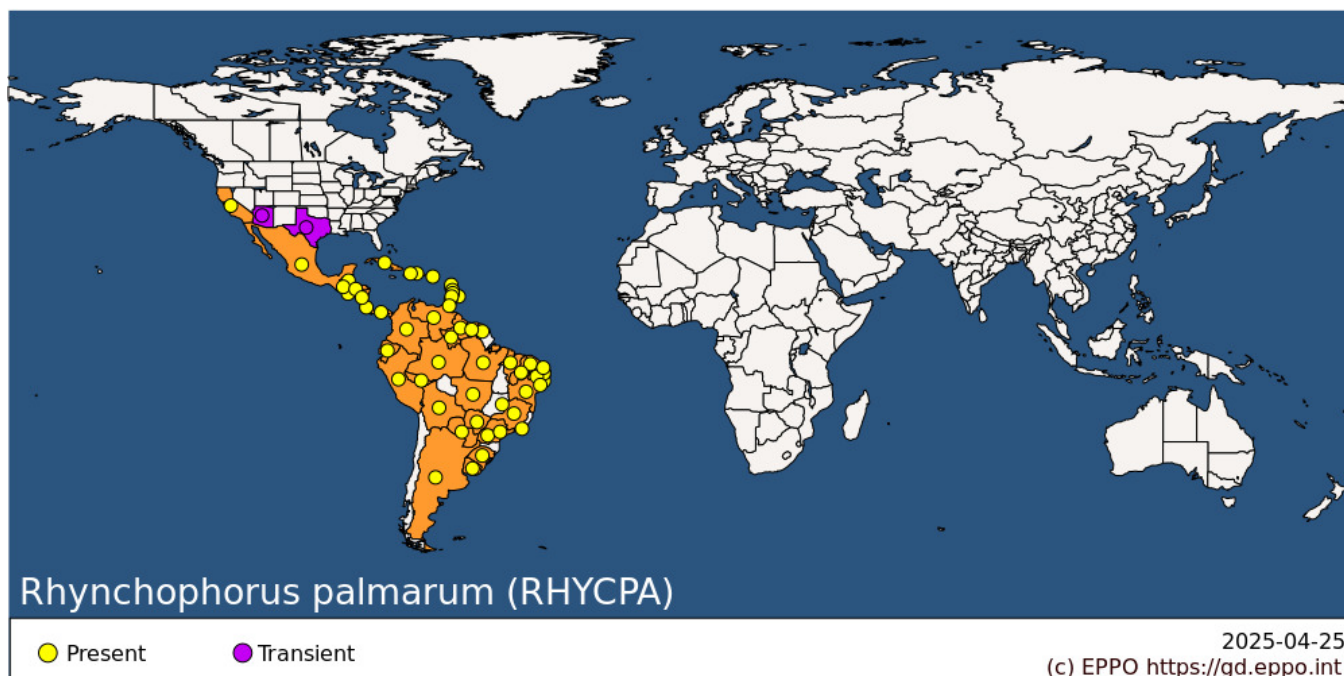 Rhynchophorus palmarum (RHYCPA)
Present
Transient
2025-04-25
(c) EPPO https://gd.eppo.int